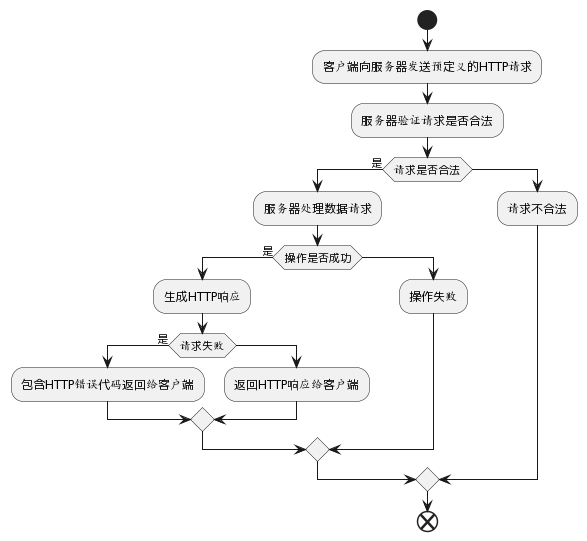 客户端向服务器发送预定义的HTTP请求
服务器验证请求是否合法
是
请求是否合法
服务器处理数据请求
请求不合法
是
操作是否成功
生成HTTP响应
操作失败
是
请求失败
包含HTTP错误代码返回给客户端
返回HTTP响应给客户端